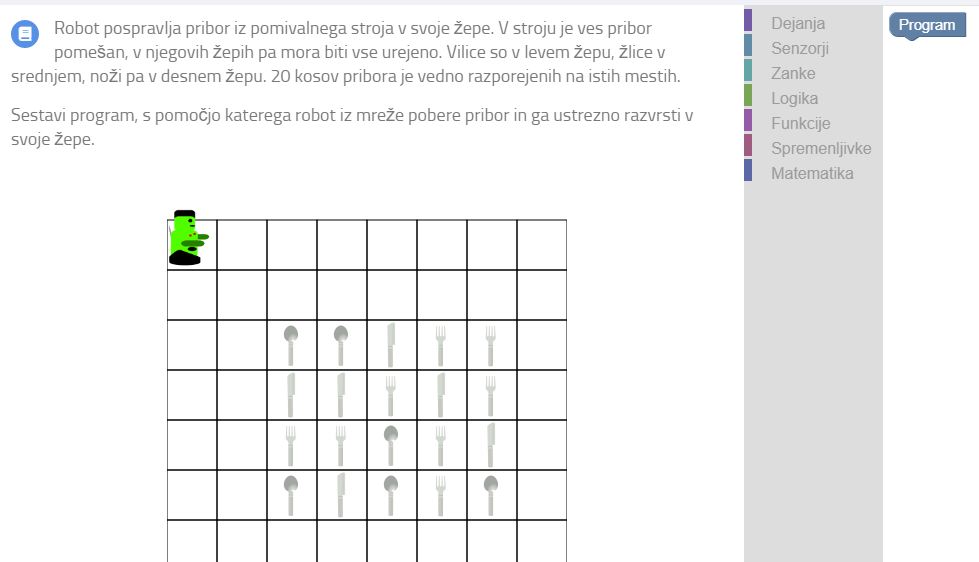 Robot pospravlja pribor iz pomivalnega stroja v svoje žepe. V stroju je ves pribor
pomešan, v njegovih žepih pa mora biti vse urejeno. Vilice so v levem žepu, žlice v
srednjem, noži pa v desnem žepu. 20 kosov pribora je vedno razporejenih na istih mestih.
Sestavi program, s pomočjo katerega robot iz mreže pobere pribor in ga ustrezno razvrsti v
svoje žepe.
Dejanja
Senzorji
Zanke
Logika
Funkcije
Spremenljivke
Matematika
Program